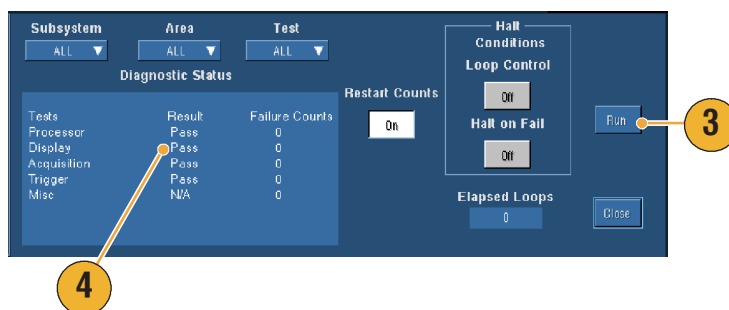 Subsystem Area Test
ALL ALL ALL
Diagnostic Status
Tests Result Failure Counts
Processor Pass 0
Display Pass 0
Acquisition Pass 0
Trigger Pass 0
Misc N/A 0
Restart Counts
On
Halt
Conditions
Loop Control
Off
Halt on Fail
Off
Elapsed Loops
0
Run
Close
3
4